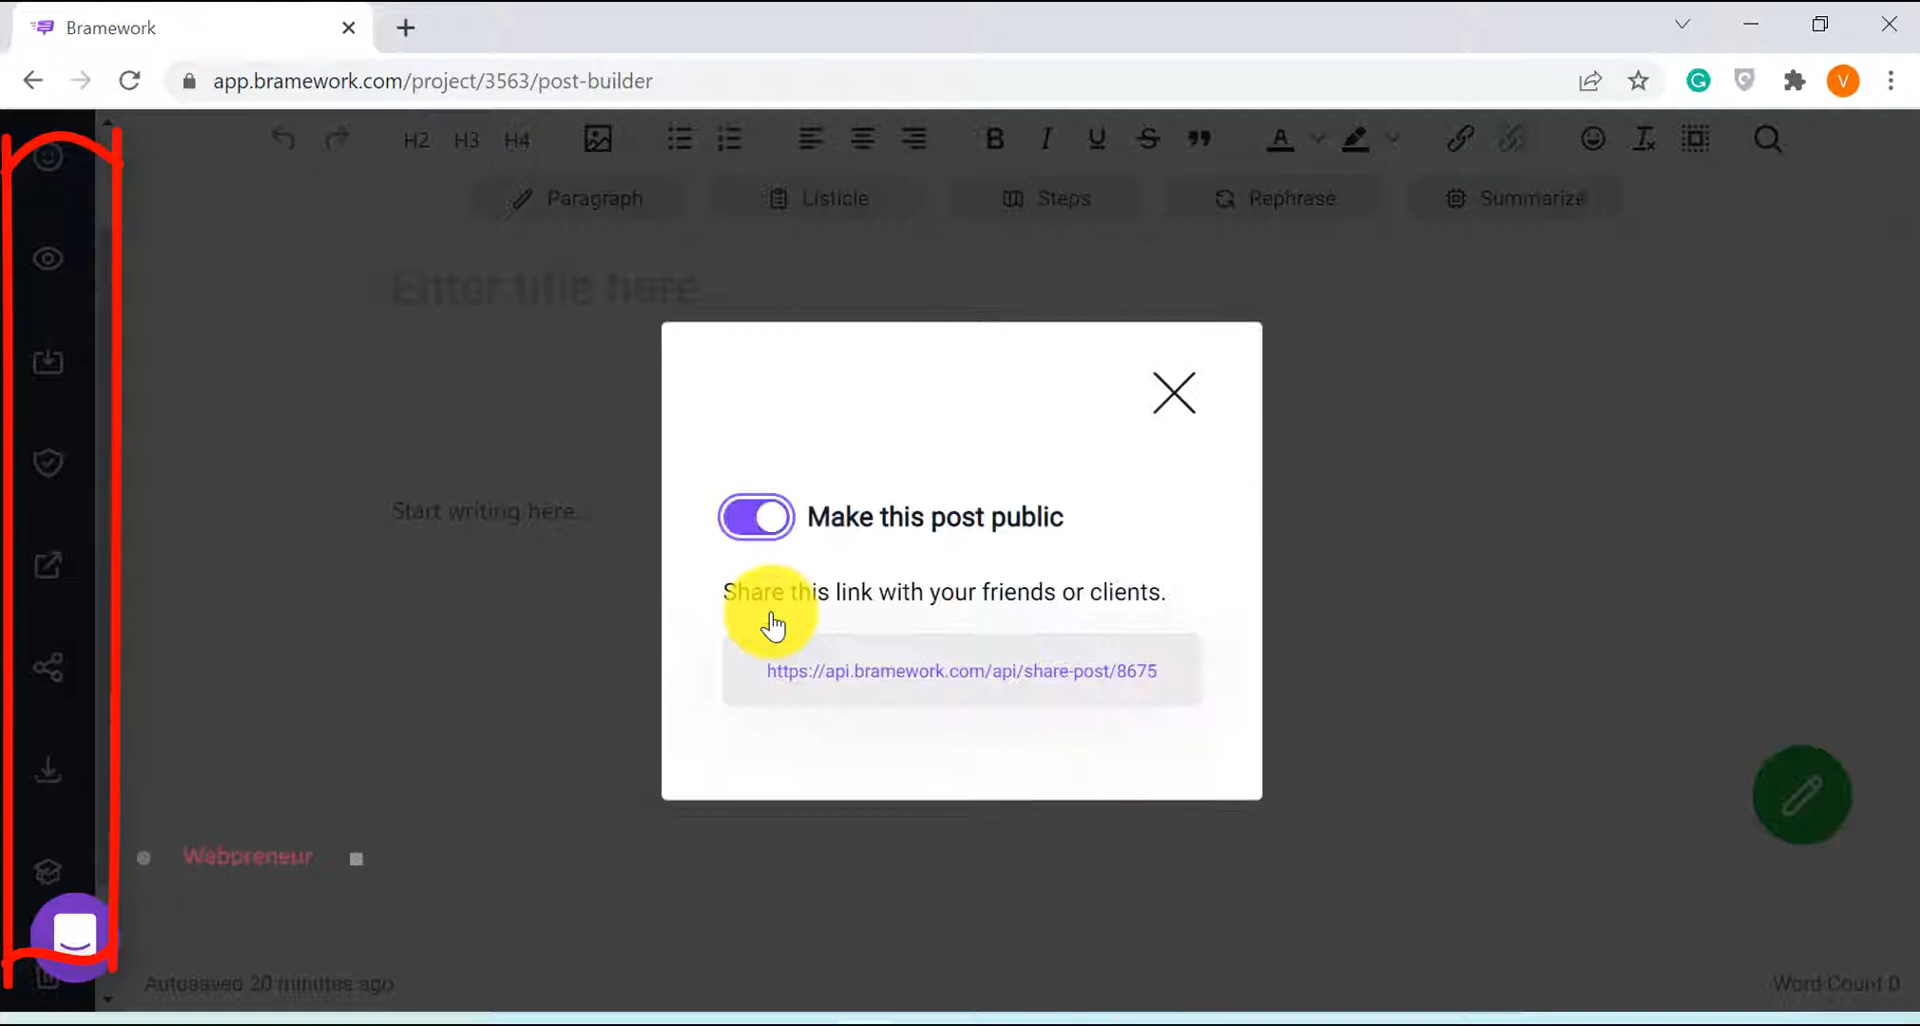 Bramework
app.bramework.com/project/3563/post-builder
V
H2 H3 H4 B I U S A
Paragraph Listicle Steps Rephrase Summarize
Enter title here...
Start writing here...
Make this post public
Share this link with your friends or clients.
https://api.bramework.com/api/share-post/8675
Webpreneur
Autosaved 20 minutes ago
Word Count 0